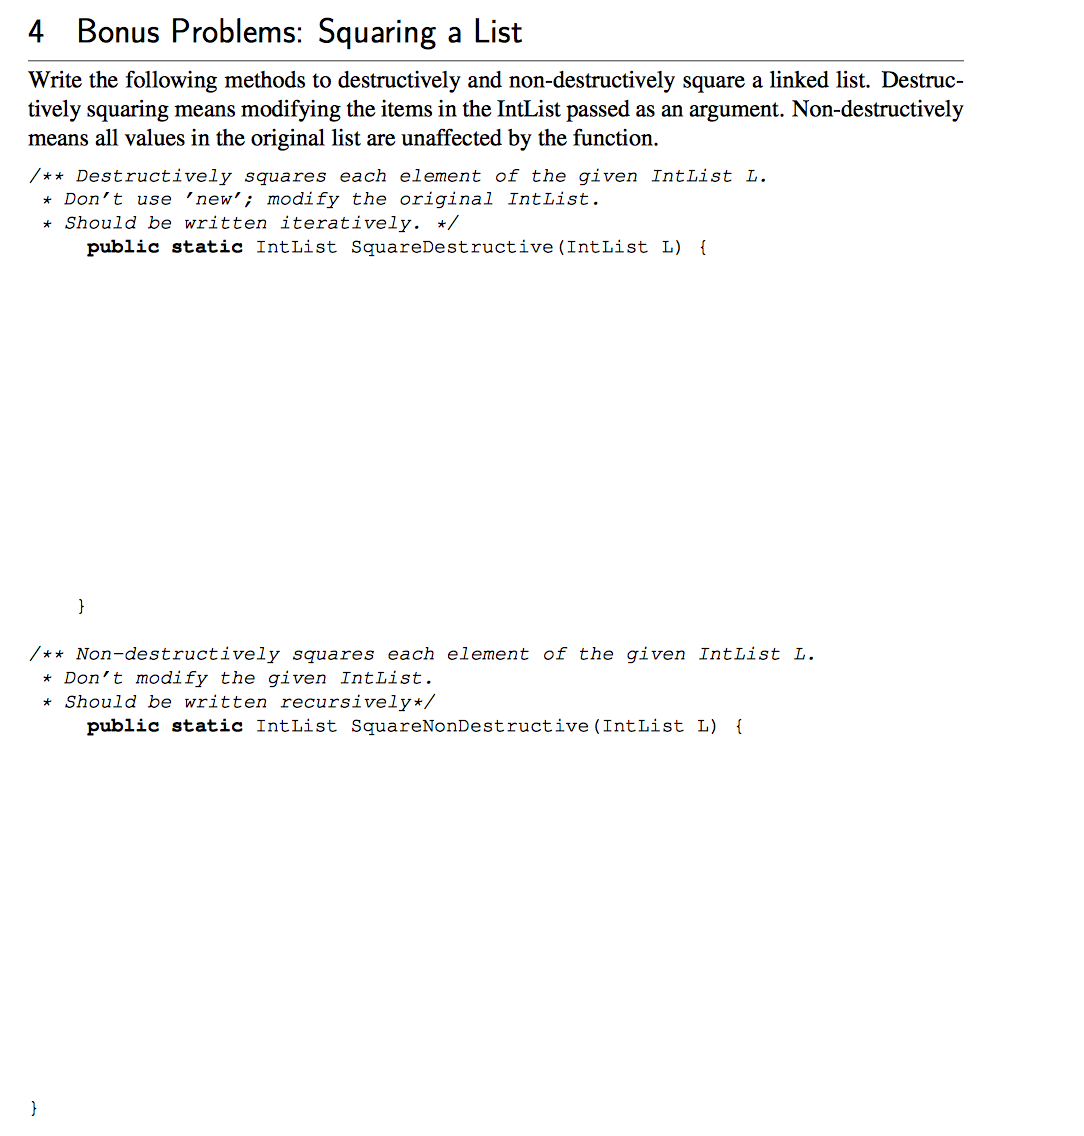 4 Bonus Problems: Squaring a List
Write the following methods to destructively and non-destructively square a linked list. Destruc-
tively squaring means modifying the items in the IntList passed as an argument. Non-destructively
means all values in the original list are unaffected by the function.
/** Destructively squares each element of the given IntList L.
* Don't use 'new'; modify the original IntList.
* Should be written iteratively. */
public static IntList SquareDestructive(IntList L) {
}
/** Non-destructively squares each element of the given IntList L.
* Don't modify the given IntList.
* Should be written recursively*/
public static IntList SquareNonDestructive(IntList L) {
}